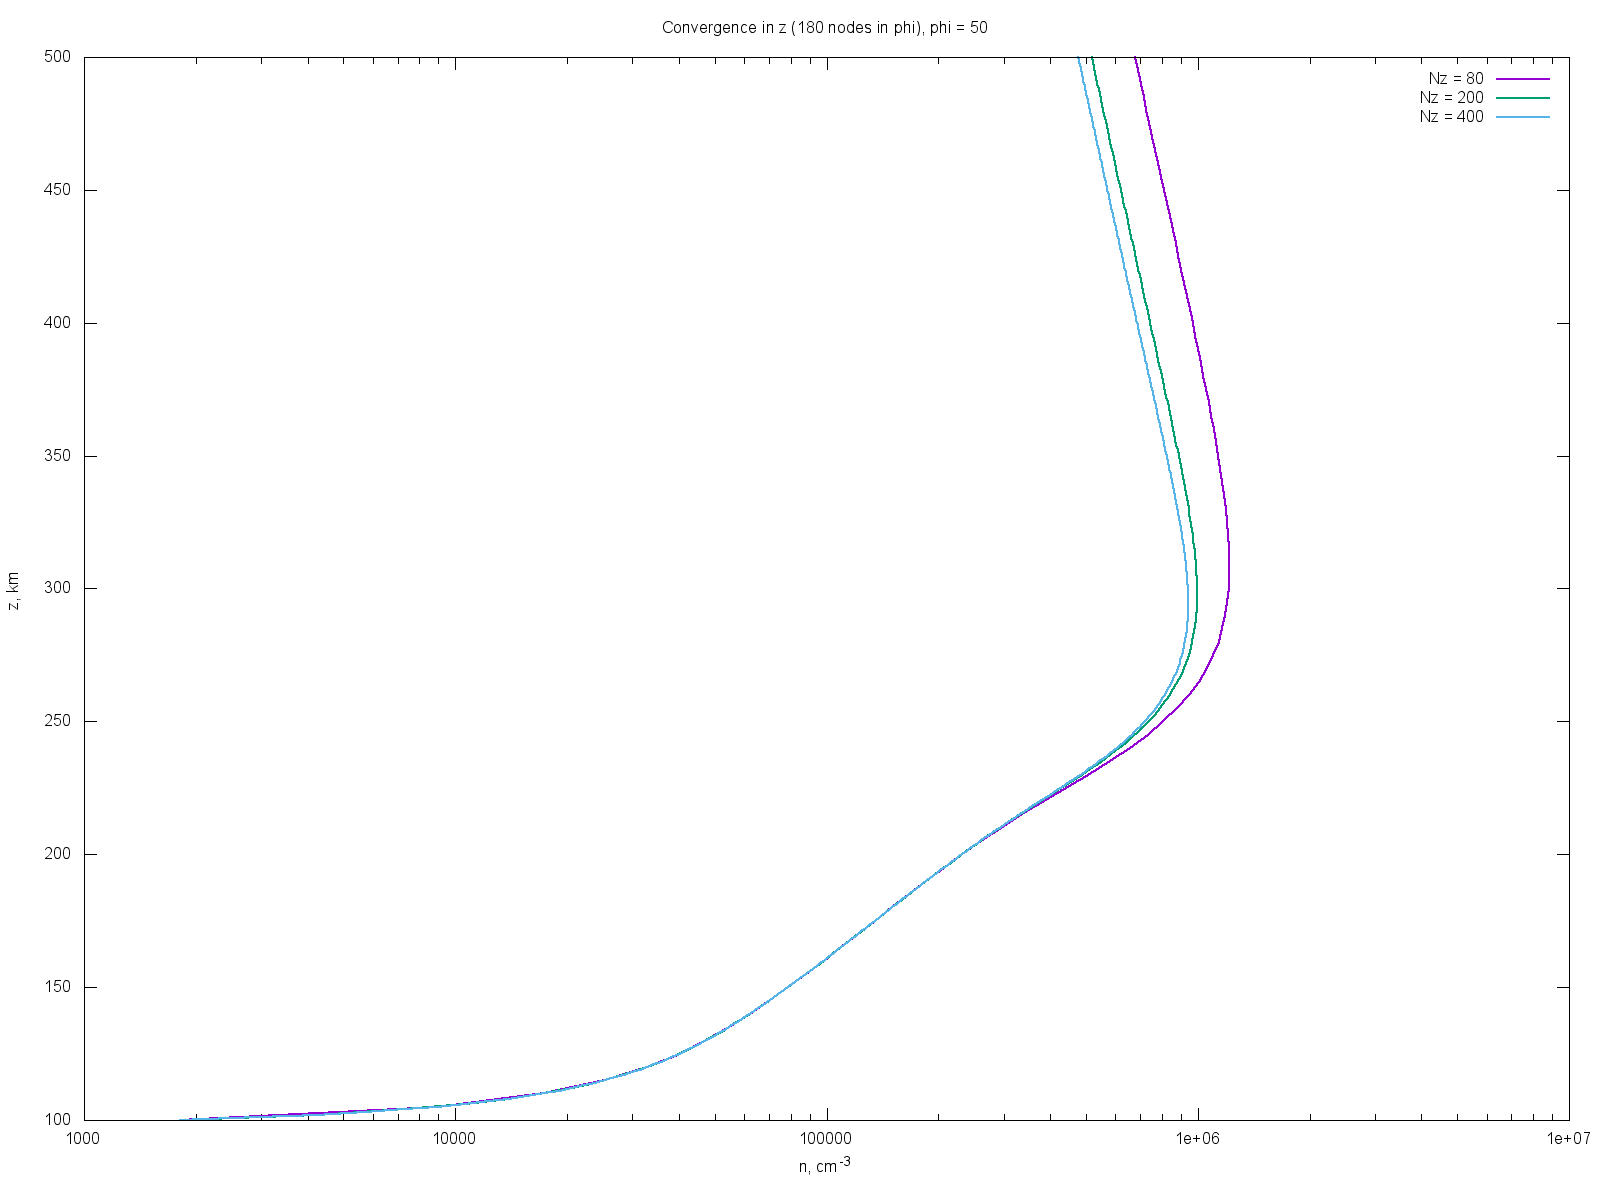 Convergence in z (180 nodes in phi), phi = 50
500
450
400
350
300
250
200
150
100
z, km
Nz = 80
Nz = 200
Nz = 400
1000
10000
100000
1e+06
1e+07
n, cm⁻³